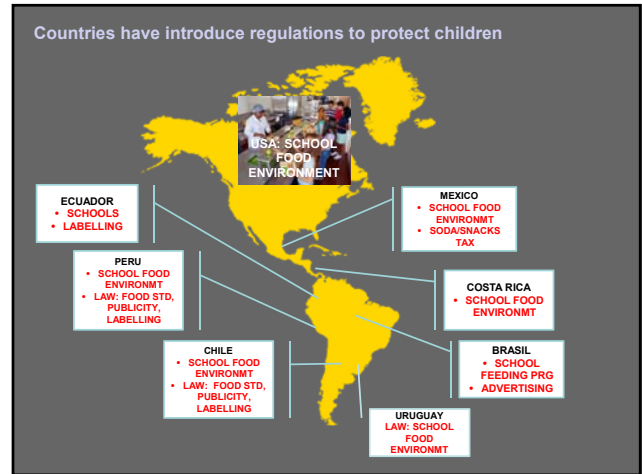 Countries have introduce regulations to protect children
USA: SCHOOL
FOOD
ENVIRONMENT
ECUADOR
• SCHOOLS
• LABELLING
MEXICO
• SCHOOL FOOD
ENVIRONMT
• SODA/SNACKS
TAX
PERU
• SCHOOL FOOD
ENVIRONMT
• LAW: FOOD STD,
PUBLICITY,
LABELLING
COSTA RICA
• SCHOOL FOOD
ENVIRONMT
CHILE
• SCHOOL FOOD
ENVIRONMT
• LAW: FOOD STD,
PUBLICITY,
LABELLING
BRASIL
• SCHOOL
FEEDING PRG
• ADVERTISING
URUGUAY
LAW: SCHOOL
FOOD
ENVIRONMT